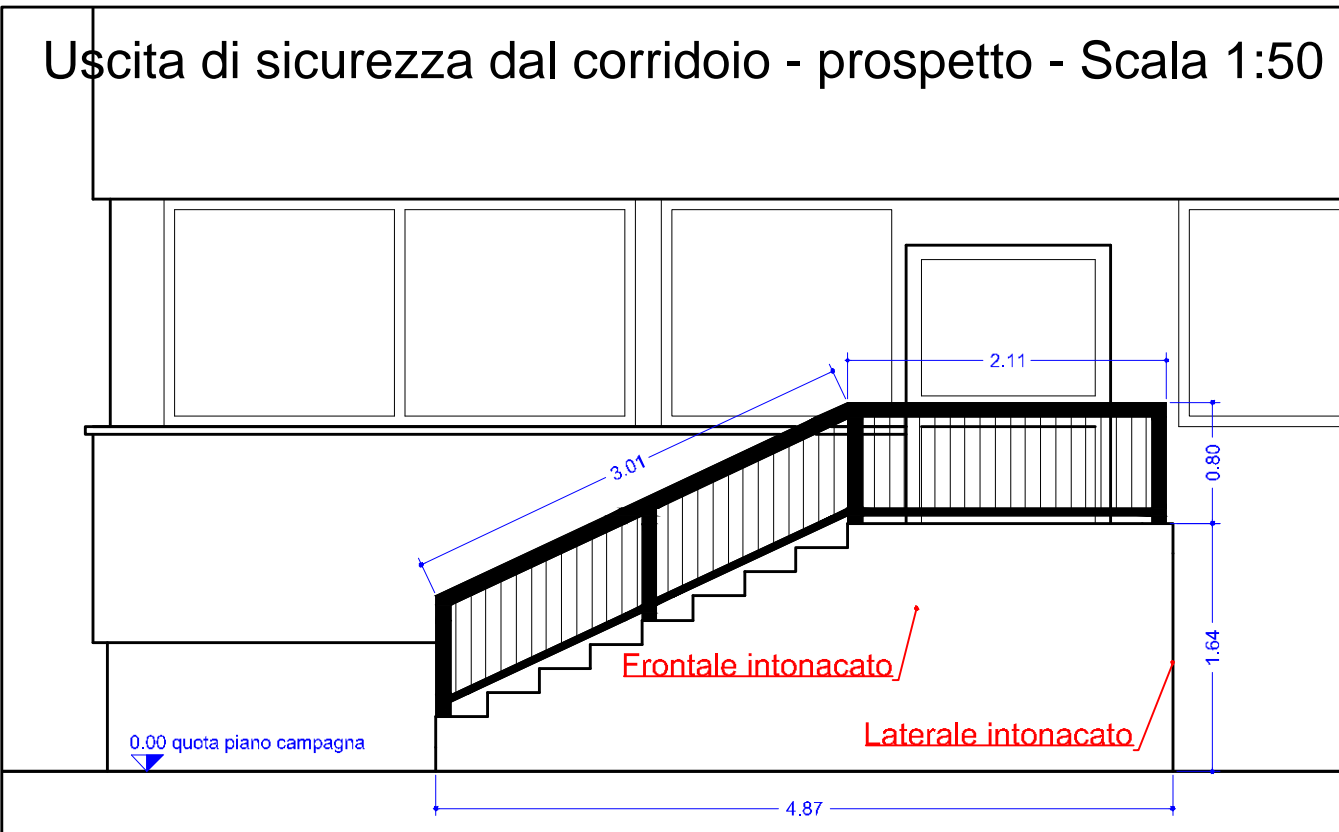 Uscita di sicurezza dal corridoio - prospetto - Scala 1:50
2.11
3.01
0.80
1.64
Frontale intonacato
Laterale intonacato
0.00 quota piano campagna
4.87